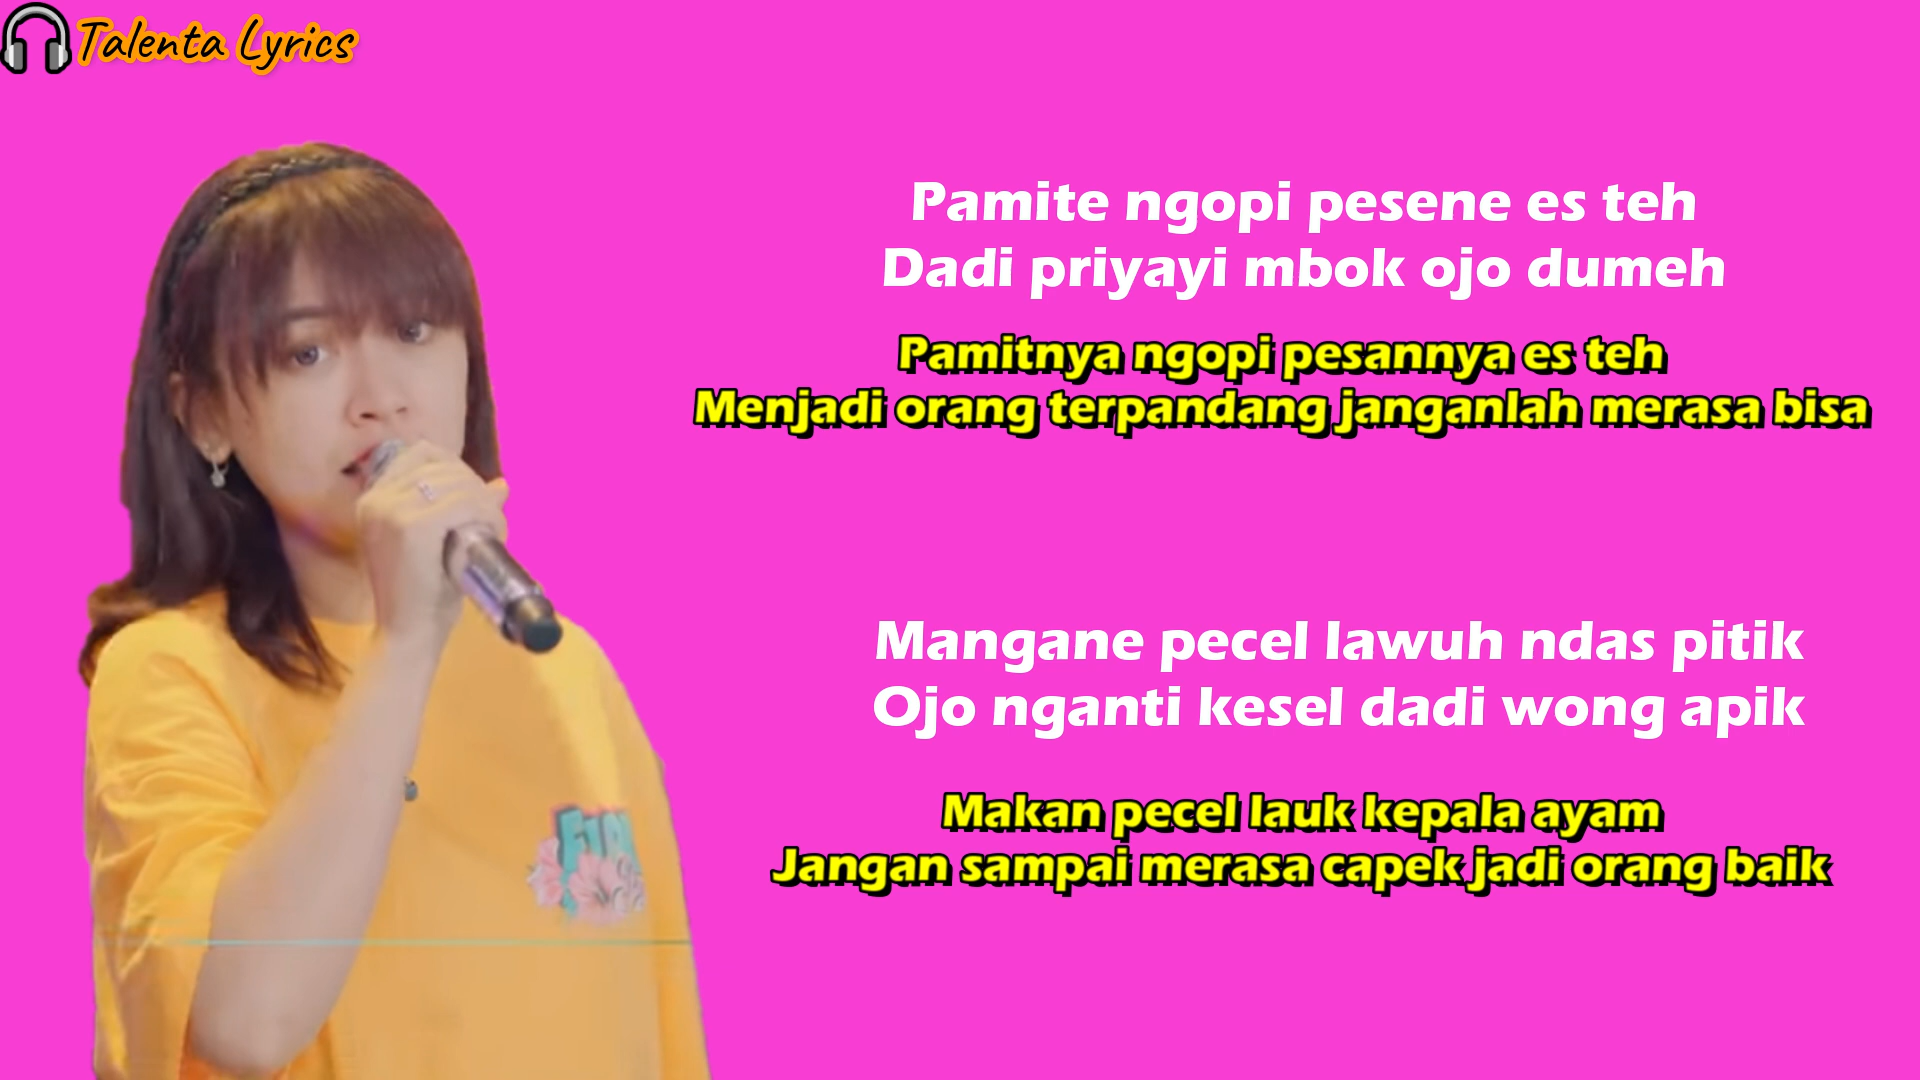 Talenta Lyrics
Pamite ngopi pesene es teh
Dadi priyayi mbok ojo dumeh
Pamitnya ngopi pesannya es teh
Menjadi orang terpandang janganlah merasa bisa
Mangane pecel lawuh ndas pitik
Ojo nganti kesel dadi wong apik
Makan pecel lauk kepala ayam
Jangan sampai merasa capek jadi orang baik